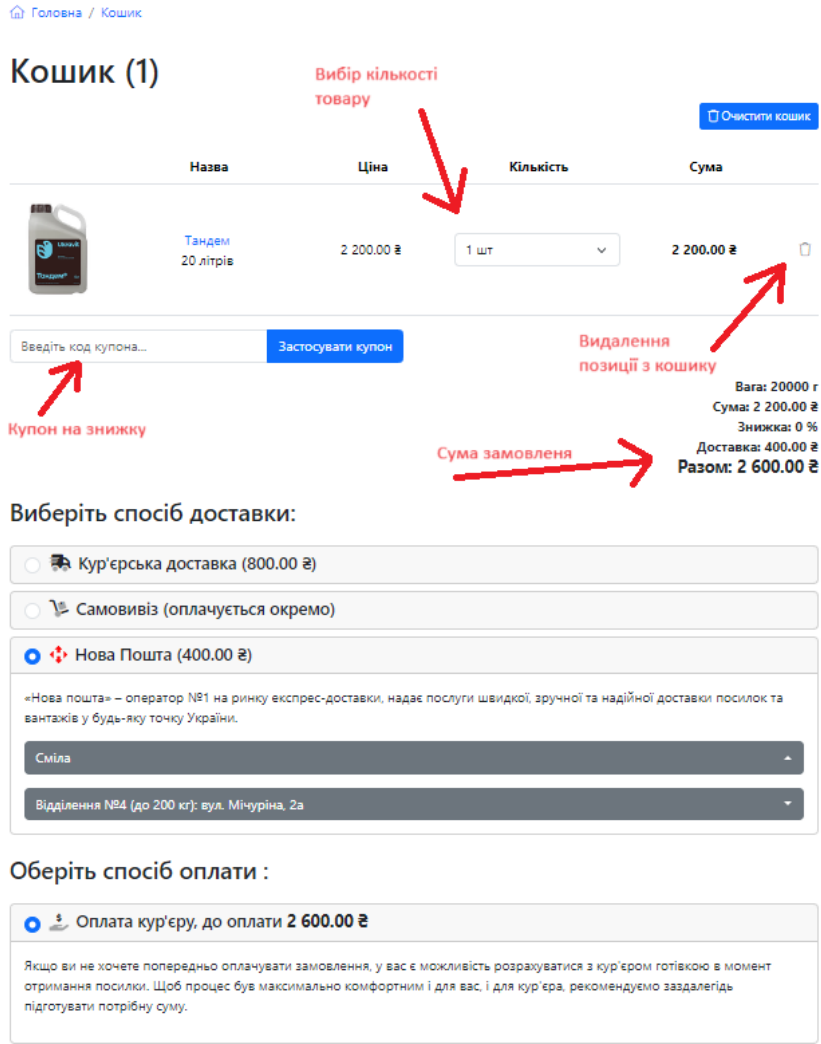 Головна / Кошик
Кошик (1)
Вибір кількості
товару
Очистити кошик
Назва Ціна Кількість Сума
Ukravit
Тандем®
Тандем
20 літрів
2 200.00 ₴
1 шт
2 200.00 ₴
Введіть код купона...
Застосувати купон
Видалення
позиції з кошику
Купон на знижку
Вага: 20000 г
Сума: 2 200.00 ₴
Знижка: 0 %
Доставка: 400.00 ₴
Разом: 2 600.00 ₴
Сума замовленя
Виберіть спосіб доставки:
Кур'єрська доставка (800.00 ₴)
Самовивіз (оплачується окремо)
Нова Пошта (400.00 ₴)
«Нова пошта» – оператор №1 на ринку експрес-доставки, надає послуги швидкої, зручної та надійної доставки посилок та
вантажів у будь-яку точку України.
Сміла
Відділення №4 (до 200 кг): вул. Мічуріна, 2а
Оберіть спосіб оплати :
Оплата кур'єру, до оплати 2 600.00 ₴
Якщо ви не хочете попередньо оплачувати замовлення, у вас є можливість розрахуватися з кур'єром готівкою в момент
отримання посилки. Щоб процес був максимально комфортним і для вас, і для кур'єра, рекомендуємо заздалегідь
підготувати потрібну суму.